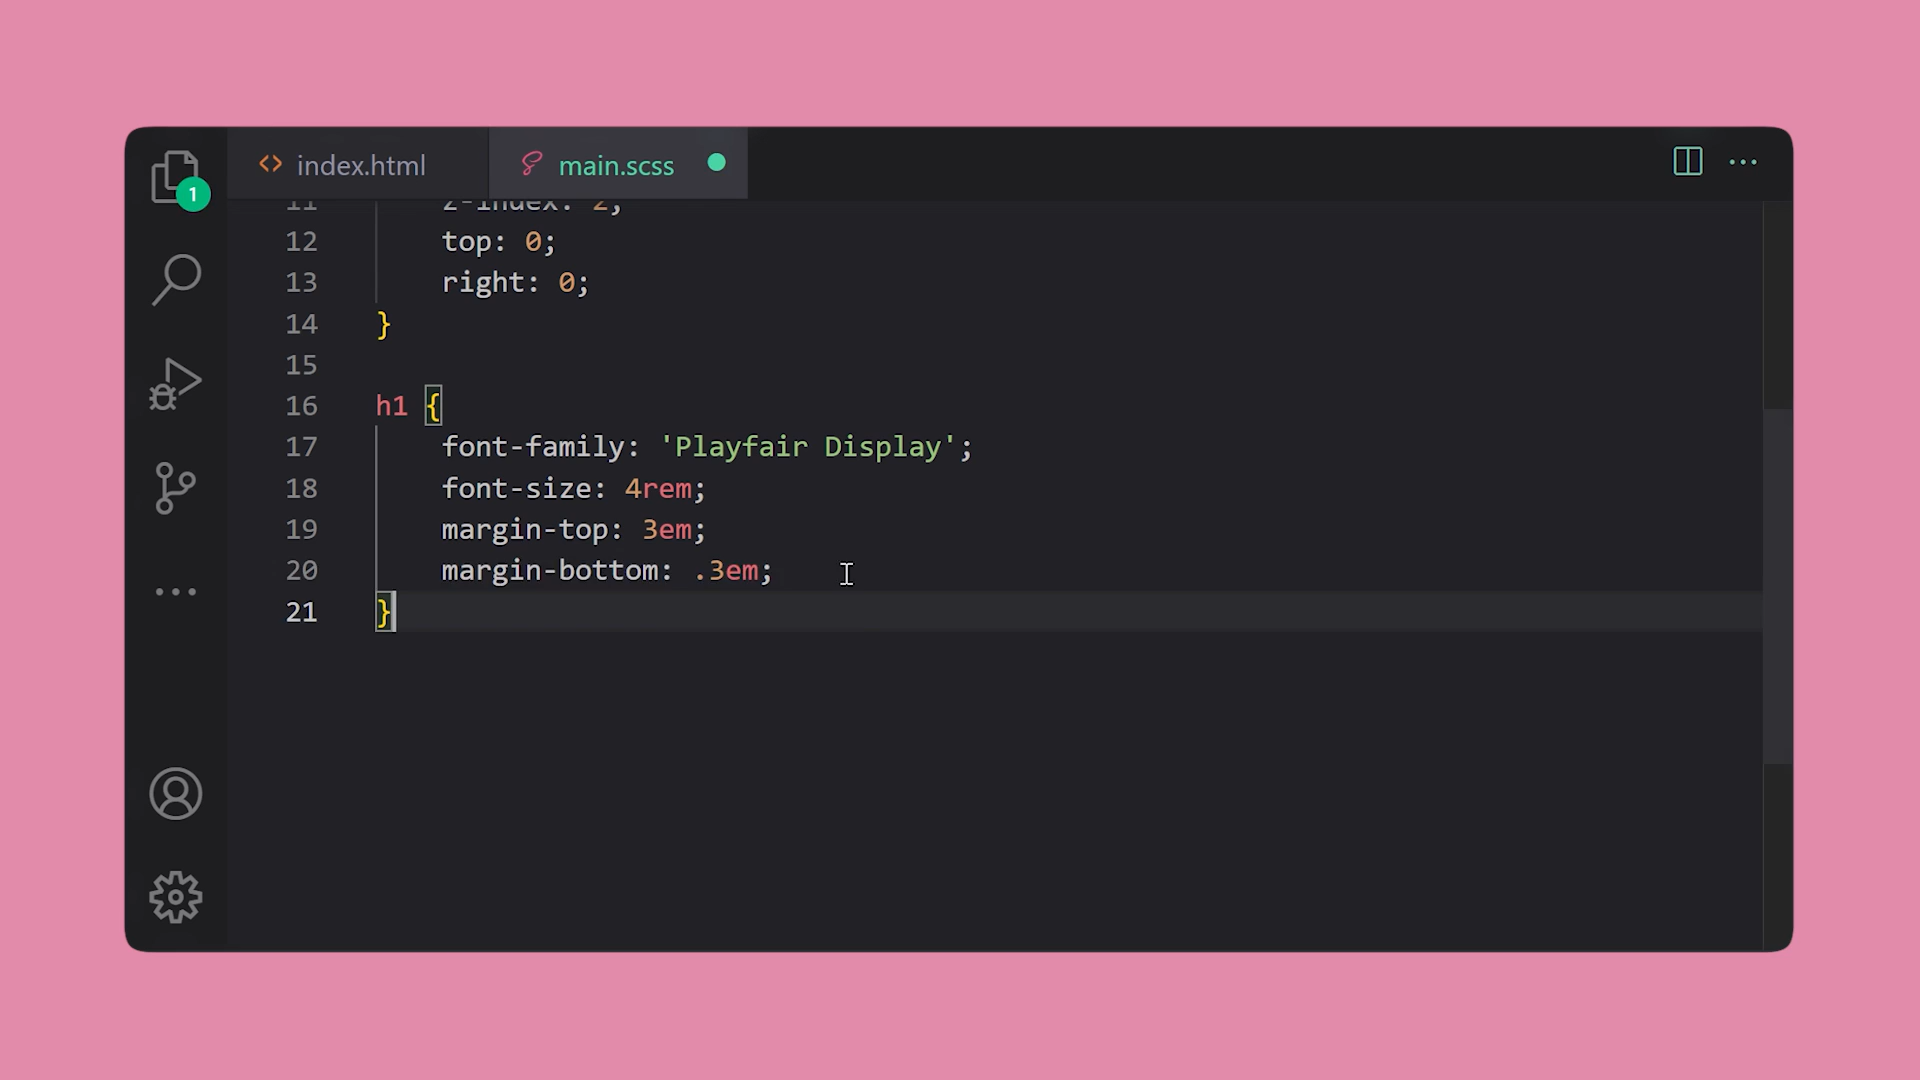 index.html
main.scss
1
11 z-index: 2;
12 top: 0;
13 right: 0;
14 }
15
16 h1 {
17 font-family: 'Playfair Display';
18 font-size: 4rem;
19 margin-top: 3em;
20 margin-bottom: .3em;
21 }